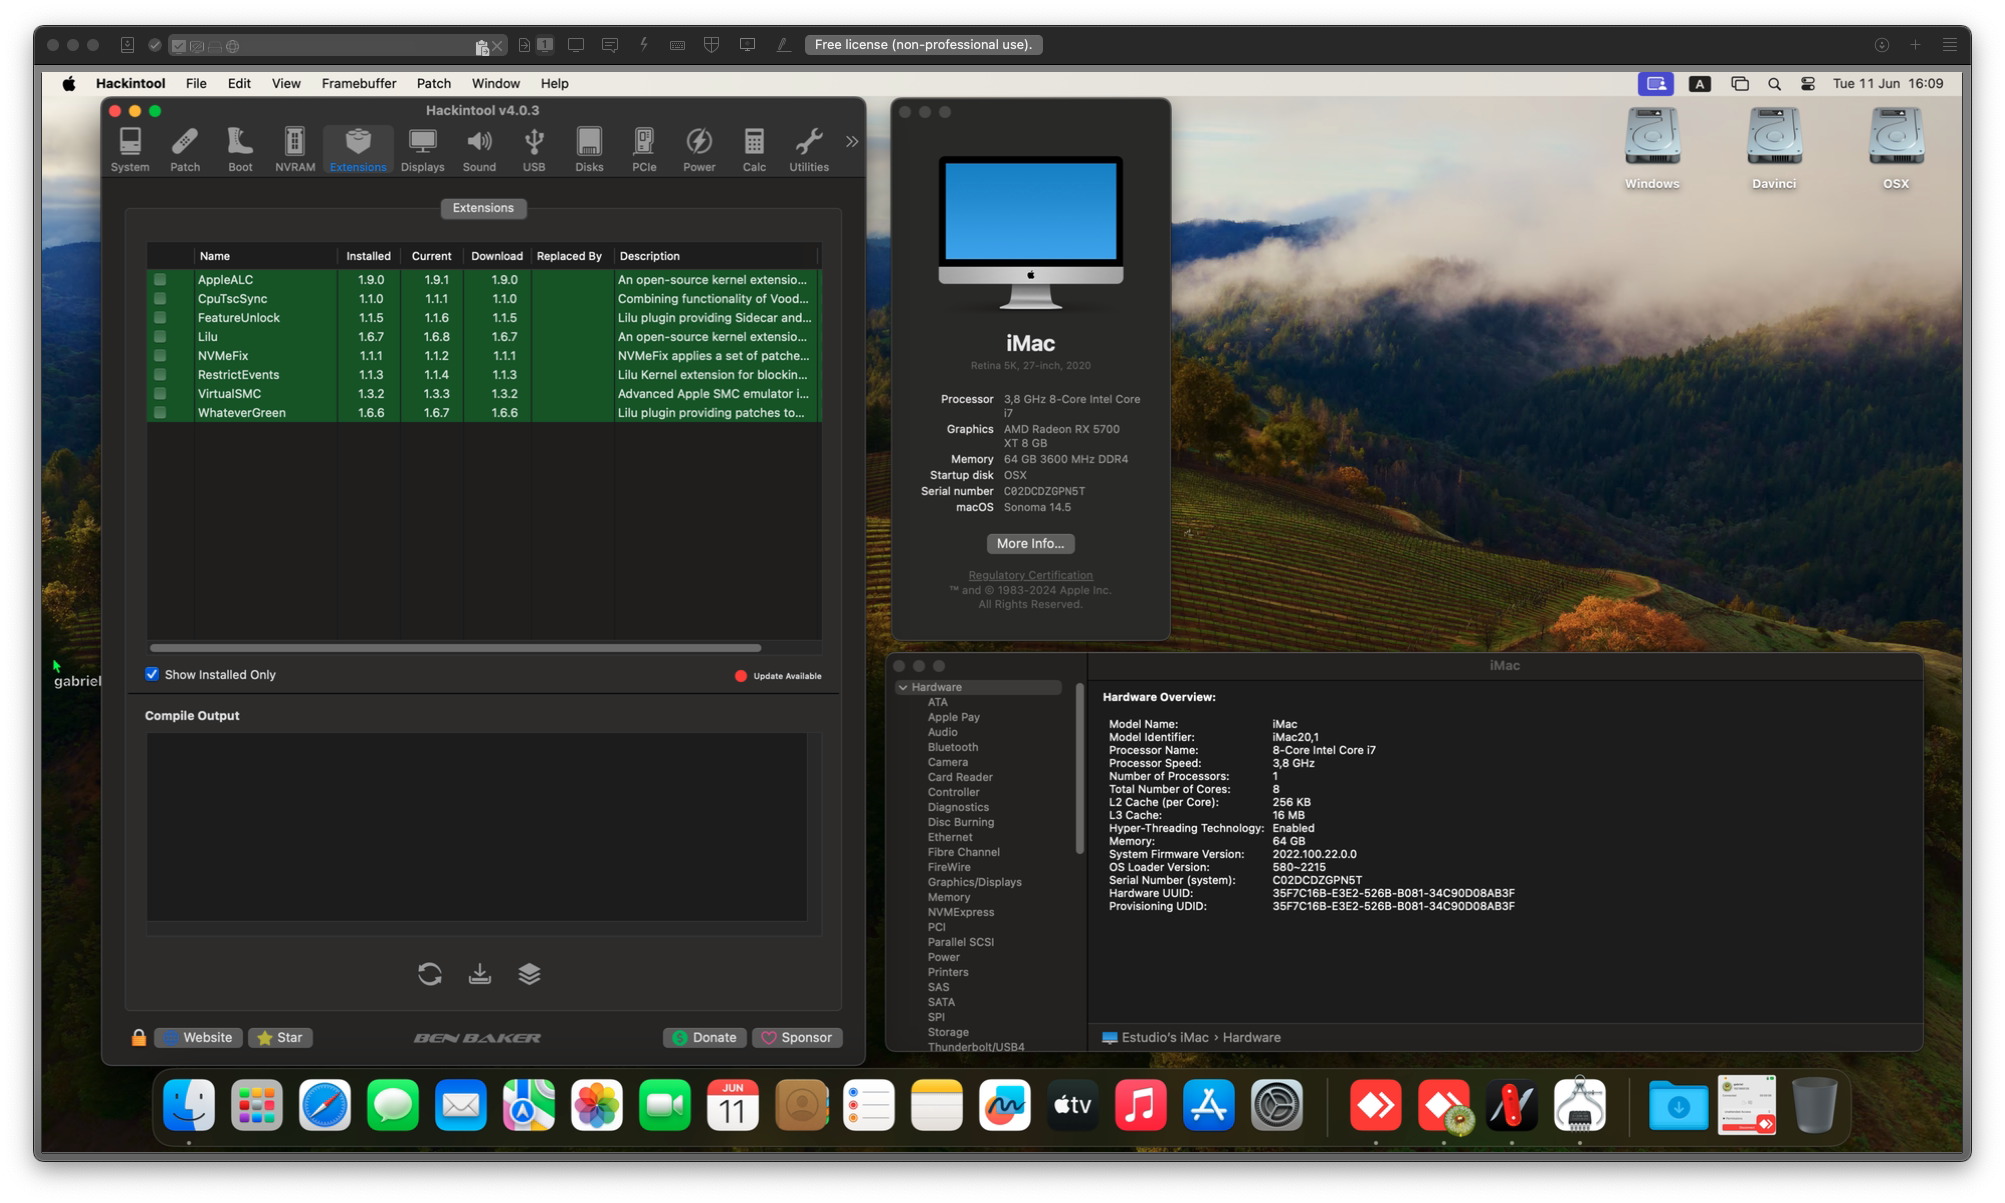 1
Free license (non-professional use).
Hackintool File Edit View Framebuffer Patch Window Help
A
Tue 11 Jun 16:09
Hackintool v4.0.3
System Patch Boot NVRAM Extensions Displays Sound USB Disks PCIe Power Calc Utilities
Extensions
Name Installed Current Download Replaced By Description
AppleALC 1.9.0 1.9.1 1.9.0 An open-source kernel extensio...
CpuTscSync 1.1.0 1.1.1 1.1.0 Combining functionality of Vood...
FeatureUnlock 1.1.5 1.1.6 1.1.5 Lilu plugin providing Sidecar and...
Lilu 1.6.7 1.6.8 1.6.7 An open-source kernel extensio...
NVMeFix 1.1.1 1.1.2 1.1.1 NVMeFix applies a set of patche...
RestrictEvents 1.1.3 1.1.4 1.1.3 Lilu Kernel extension for blockin...
VirtualSMC 1.3.2 1.3.3 1.3.2 Advanced Apple SMC emulator i...
WhateverGreen 1.6.6 1.6.7 1.6.6 Lilu plugin providing patches to...
Show Installed Only
Update Available
Compile Output
Website
Star
BEN BAKER
Donate
Sponsor
gabriel
iMac
Retina 5K, 27-inch, 2020
Processor 3,8 GHz 8-Core Intel Core
i7
Graphics AMD Radeon RX 5700
XT 8 GB
Memory 64 GB 3600 MHz DDR4
Startup disk OSX
Serial number C02DCDZGPN5T
macOS Sonoma 14.5
More Info...
Regulatory Certification
™ and © 1983-2024 Apple Inc.
All Rights Reserved.
Windows
Davinci
OSX
iMac
Hardware
ATA
Apple Pay
Audio
Bluetooth
Camera
Card Reader
Controller
Diagnostics
Disc Burning
Ethernet
Fibre Channel
FireWire
Graphics/Displays
Memory
NVMExpress
PCI
Parallel SCSI
Power
Printers
SAS
SATA
SPI
Storage
Thunderbolt/USB4
Hardware Overview:
Model Name: iMac
Model Identifier: iMac20,1
Processor Name: 8-Core Intel Core i7
Processor Speed: 3,8 GHz
Number of Processors: 1
Total Number of Cores: 8
L2 Cache (per Core): 256 KB
L3 Cache: 16 MB
Hyper-Threading Technology: Enabled
Memory: 64 GB
System Firmware Version: 2022.100.22.0.0
OS Loader Version: 580~2215
Serial Number (system): C02DCDZGPN5T
Hardware UUID: 35F7C16B-E3E2-526B-B081-34C90D08AB3F
Provisioning UDID: 35F7C16B-E3E2-526B-B081-34C90D08AB3F
Estudio's iMac › Hardware
JUN
11
tv